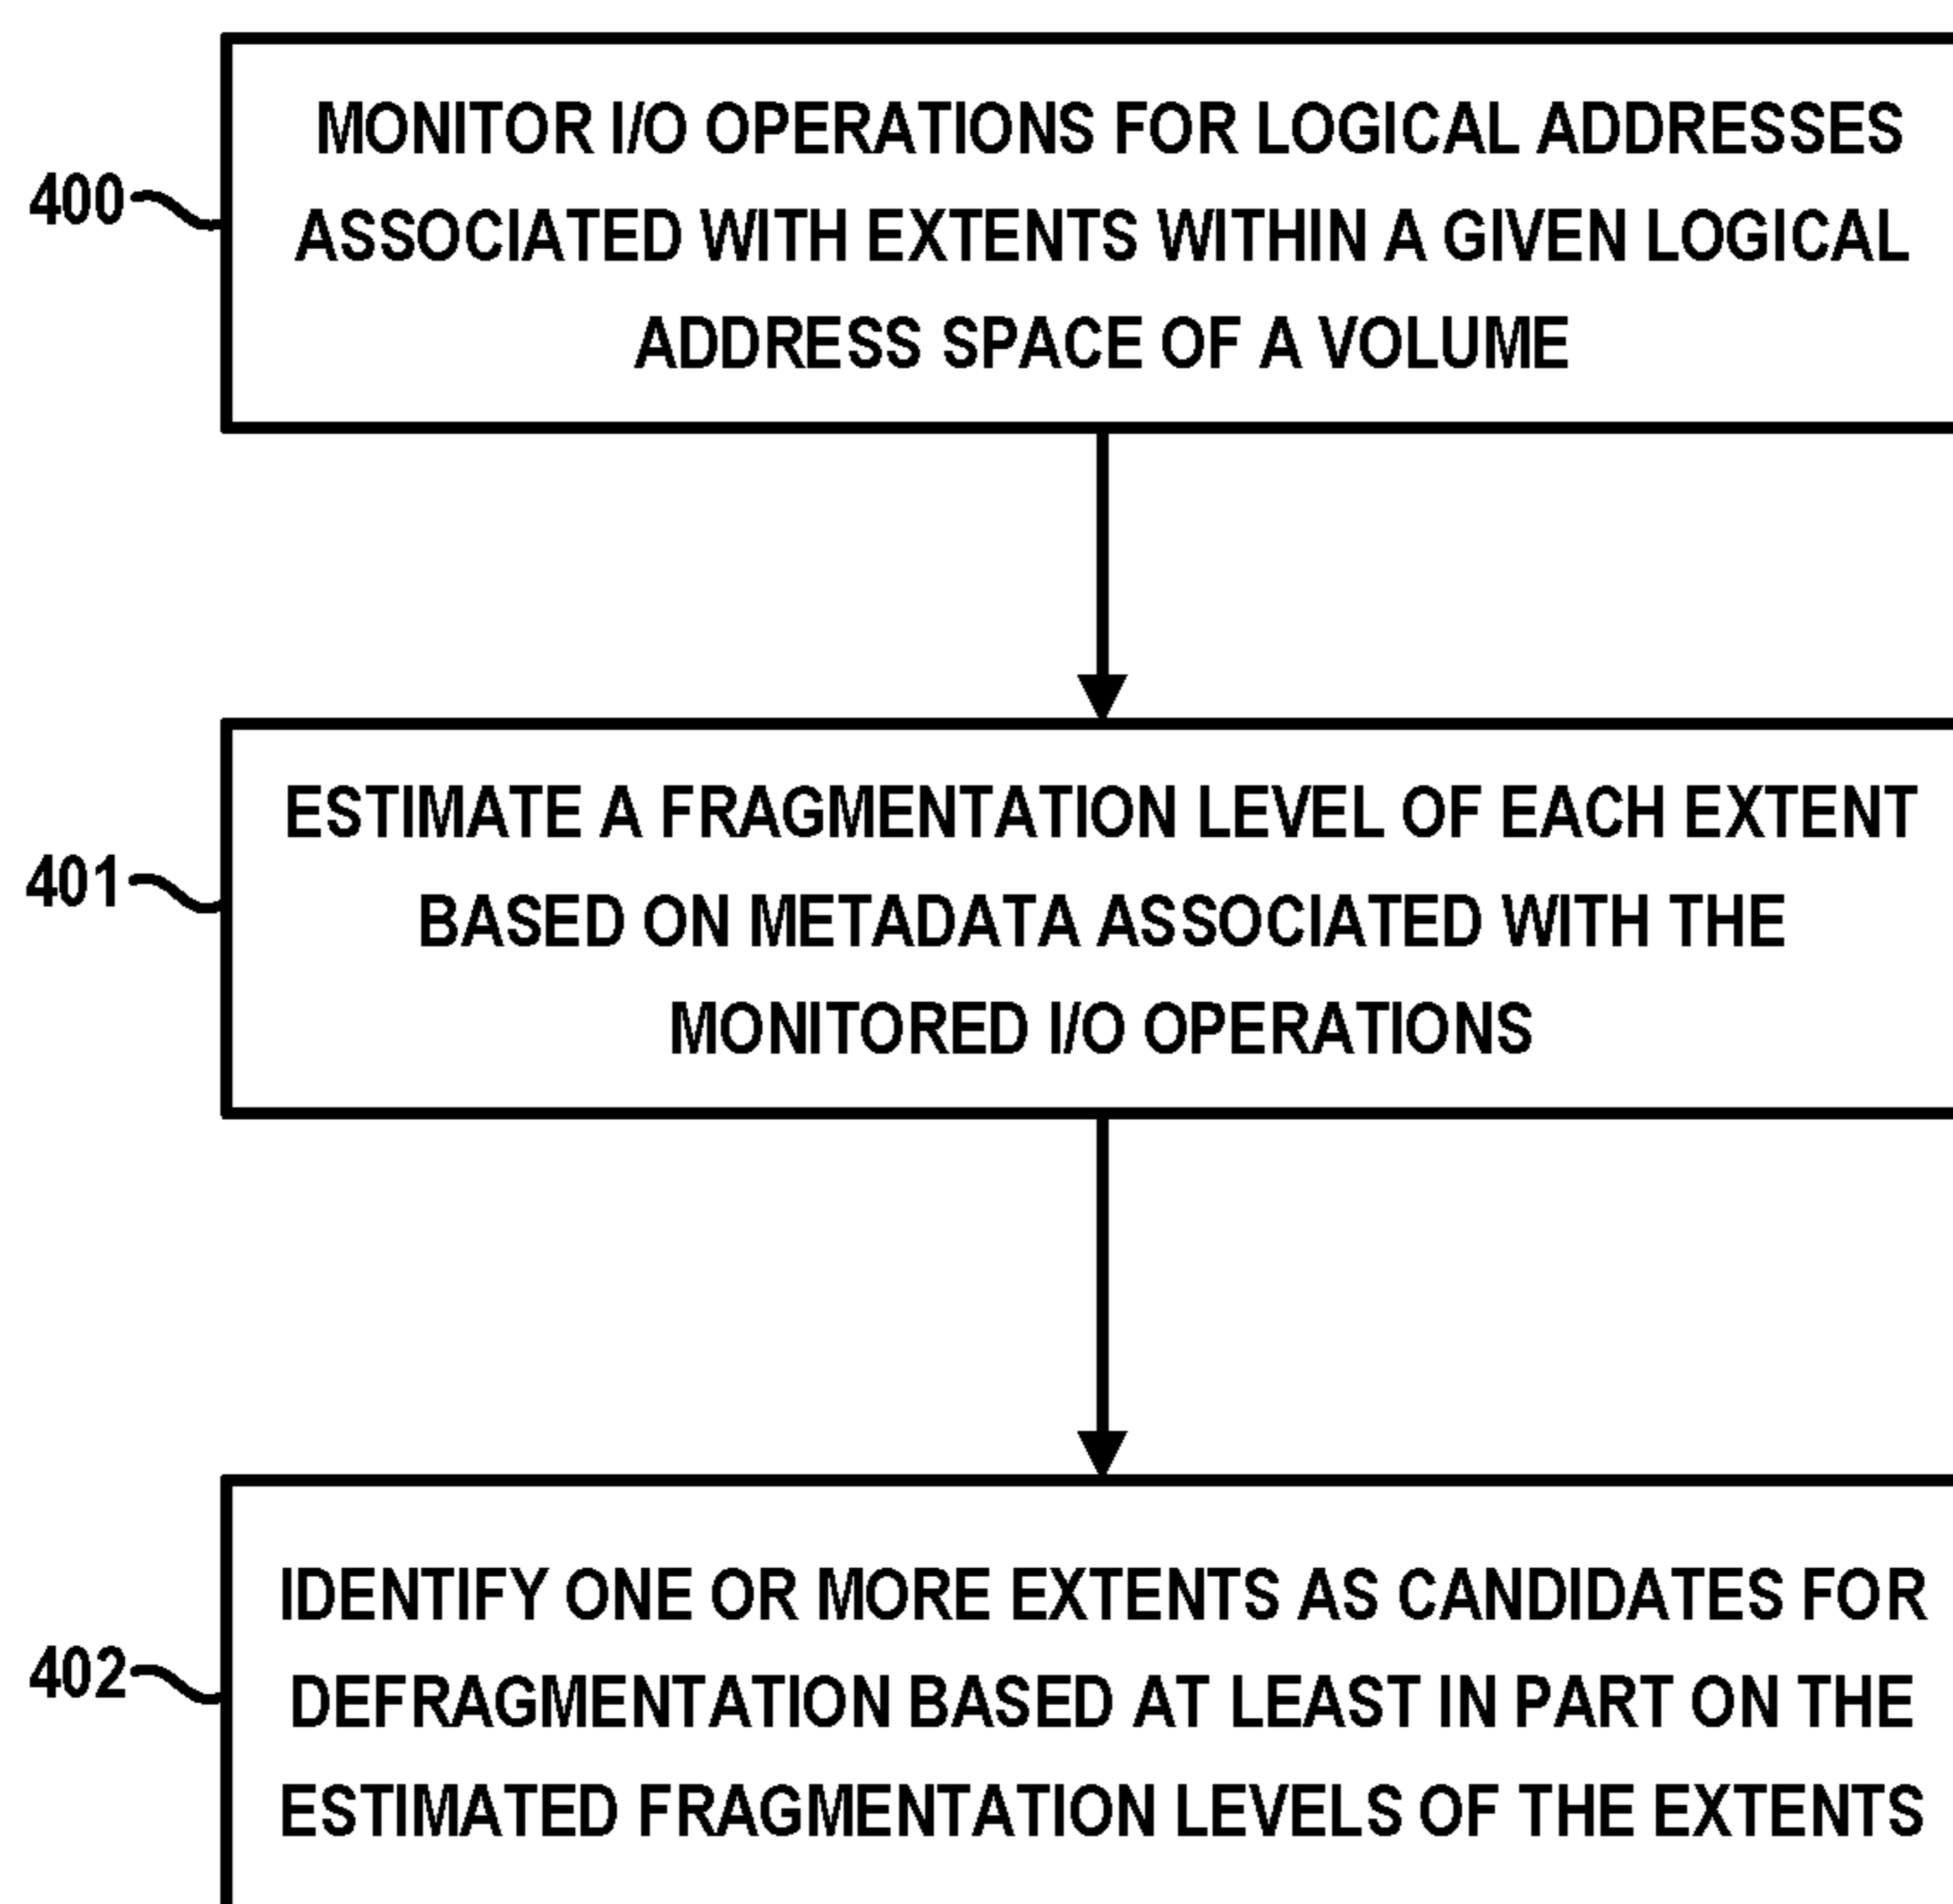 MONITOR I/O OPERATIONS FOR LOGICAL ADDRESSES
400
ASSOCIATED WITH EXTENTS WITHIN A GIVEN LOGICAL
ADDRESS SPACE OF A VOLUME
ESTIMATE A FRAGMENTATION LEVEL OF EACH EXTENT
401
BASED ON METADATA ASSOCIATED WITH THE
MONITORED I/O OPERATIONS
IDENTIFY ONE OR MORE EXTENTS AS CANDIDATES FOR
402
DEFRAGMENTATION BASED AT LEAST IN PART ON THE
ESTIMATED FRAGMENTATION LEVELS OF THE EXTENTS